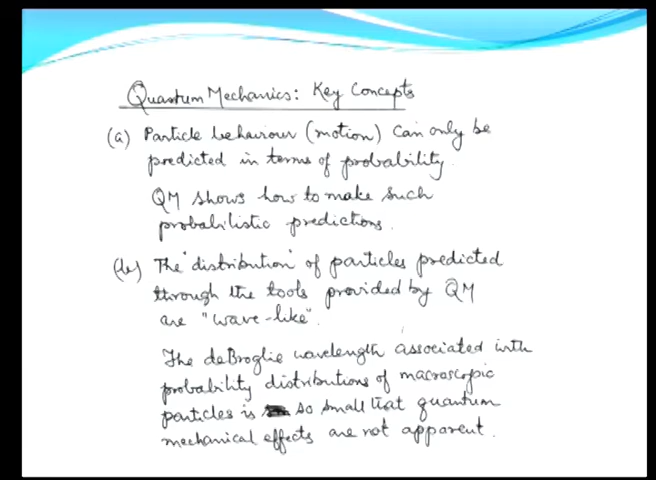 Quantum Mechanics: Key Concepts
(a) Particle behaviour (motion) can only be
predicted in terms of probability.
QM shows how to make such
probabilistic predictions.
(b) The "distribution" of particles predicted
through the tools provided by QM
are "wave-like".
The deBroglie wavelength associated with
probability distributions of macroscopic
particles is so small that quantum
mechanical effects are not apparent.